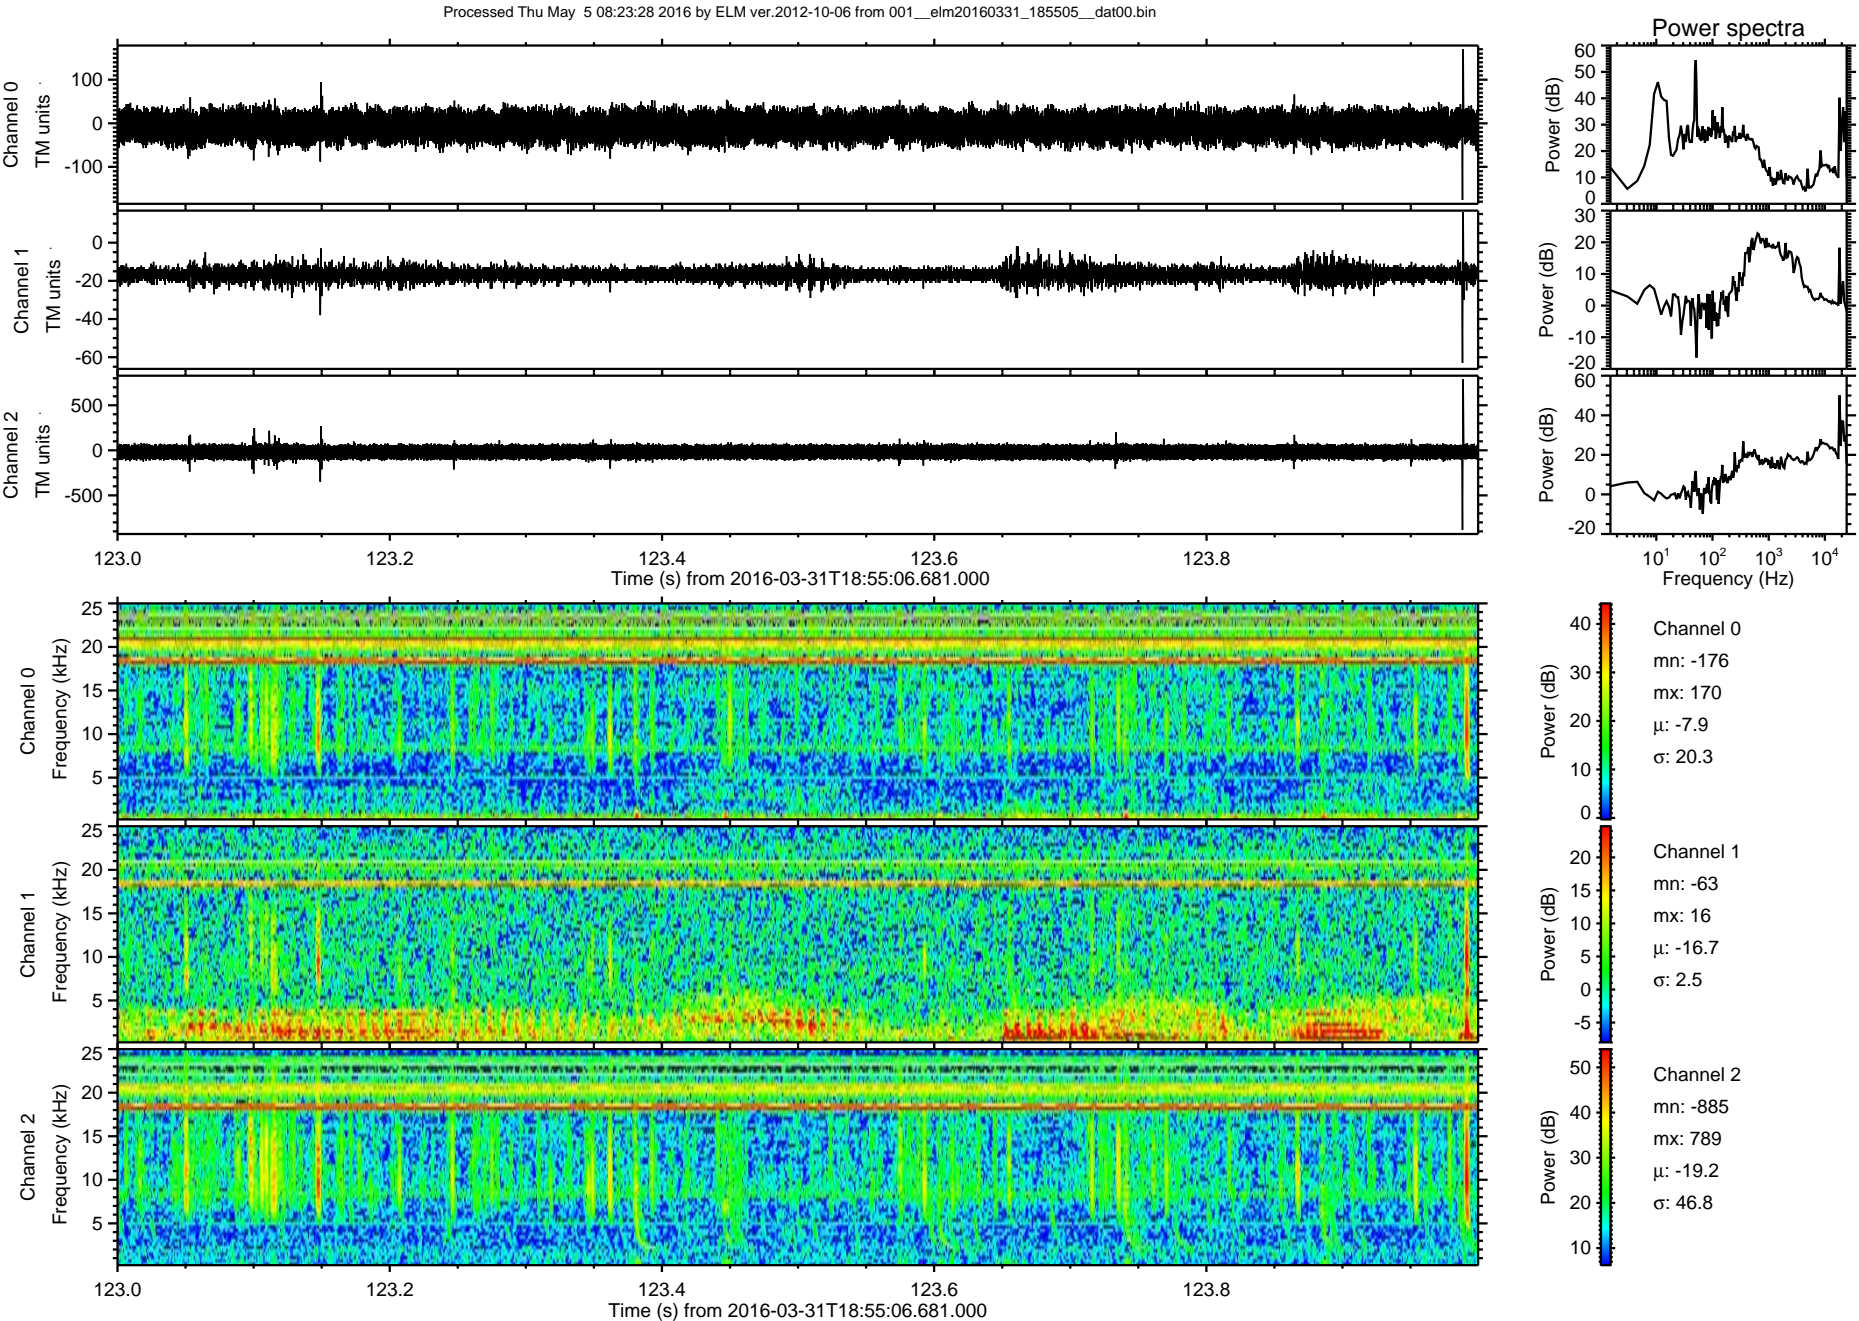 Processed Thu May  5 08:23:28 2016 by ELM ver.2012-10-06 from 001__elm20160331_185505__dat00.bin
Power spectra
Channel 0
TM units
100
0
-100
Power (dB)
60
50
40
30
20
10
0
Channel 1
TM units
0
-20
-40
-60
Power (dB)
30
20
10
0
-10
-20
Channel 2
TM units
500
0
-500
Power (dB)
60
40
20
0
-20
123.0 123.2 123.4 123.6 123.8
Time (s) from 2016-03-31T18:55:06.681.000
10¹ 10² 10³ 10⁴
Frequency (Hz)
Channel 0
Frequency (kHz)
25
20
15
10
5
Power (dB)
40
30
20
10
0
Channel 0
mn: -176
mx: 170
μ: -7.9
σ: 20.3
Channel 1
Frequency (kHz)
25
20
15
10
5
Power (dB)
20
15
10
5
0
-5
Channel 1
mn: -63
mx: 16
μ: -16.7
σ: 2.5
Channel 2
Frequency (kHz)
25
20
15
10
5
Power (dB)
50
40
30
20
10
Channel 2
mn: -885
mx: 789
μ: -19.2
σ: 46.8
123.0 123.2 123.4 123.6 123.8
Time (s) from 2016-03-31T18:55:06.681.000